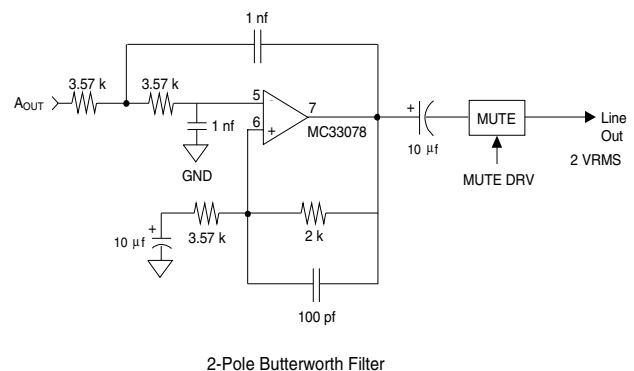 1 nf
3.57 k
3.57 k
AOUT
5
-
7
1 nf
6
+
MC33078
GND
+
10 µf
MUTE
Line
Out
2 VRMS
MUTE DRV
+
10 µf
3.57 k
2 k
100 pf
2-Pole Butterworth Filter